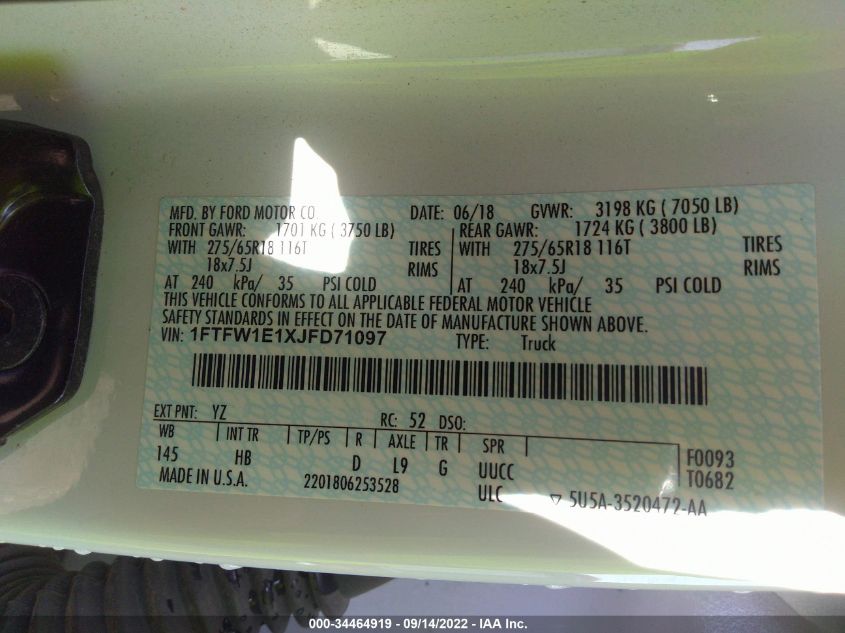 MFD. BY FORD MOTOR CO. DATE: 06/18 GVWR: 3198 KG ( 7050 LB)
FRONT GAWR: 1701 KG ( 3750 LB) REAR GAWR: 1724 KG ( 3800 LB)
WITH 275/65R18 116T TIRES WITH 275/65R18 116T TIRES
18x7.5J RIMS 18x7.5J RIMS
AT 240 kPa/ 35 PSI COLD AT 240 kPa/ 35 PSI COLD
THIS VEHICLE CONFORMS TO ALL APPLICABLE FEDERAL MOTOR VEHICLE
SAFETY STANDARDS IN EFFECT ON THE DATE OF MANUFACTURE SHOWN ABOVE.
VIN: 1FTFW1E1XJFD71097 TYPE: Truck
EXT PNT: YZ RC: 52 DSO:
WB INT TR TP/PS R AXLE TR SPR
145 HB D L9 G UUCC F0093
MADE IN U.S.A. 2201806253528 ULC T0682
▽ 5U5A-3520472-AA
000-34464919 - 09/14/2022 - IAA Inc.